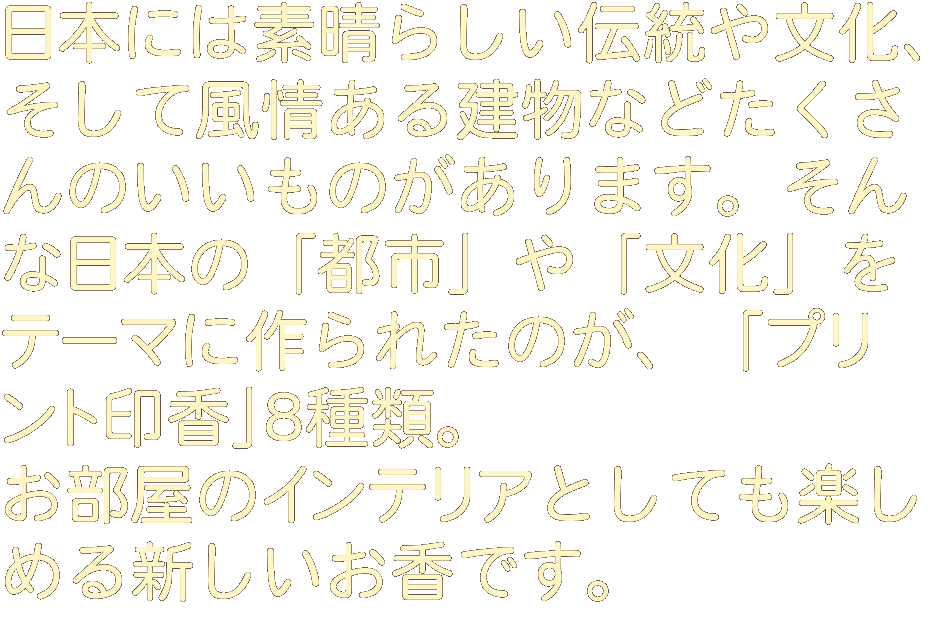 日本には素晴らしい伝統や文化、
そして風情ある建物などたくさ
んのいいものがあります。そん
な日本の「都市」や「文化」を
テーマに作られたのが、「プリ
ント印香」8種類。
お部屋のインテリアとしても楽し
める新しいお香です。